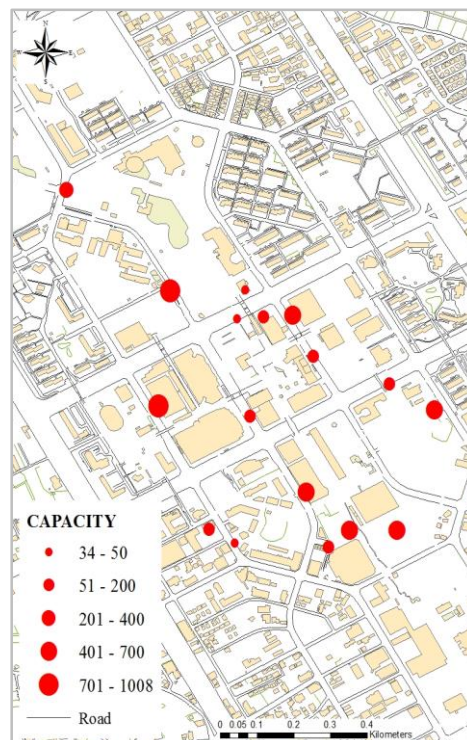 N
W E
S
CAPACITY
34 - 50
51 - 200
201 - 400
401 - 700
701 - 1008
Road
0 0.05 0.1 0.2 0.3 0.4
Kilometers